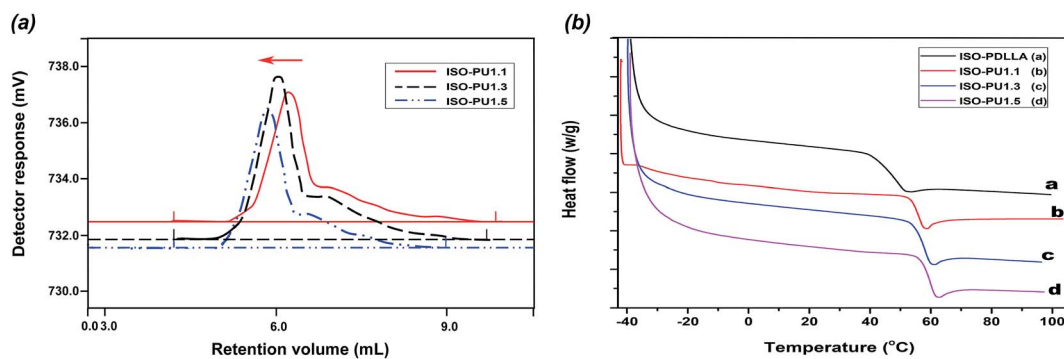 (a)
738.0
736.0
734.0
732.0
730.0
0.0 3.0
6.0
9.0
Detector response (mV)
Retention volume (mL)
ISO-PU1.1
ISO-PU1.3
ISO-PU1.5
(b)
Heat flow (w/g)
ISO-PDLLA (a)
ISO-PU1.1 (b)
ISO-PU1.3 (c)
ISO-PU1.5 (d)
a
b
c
d
-40
-20
0
20
40
60
80
100
Temperature (°C)